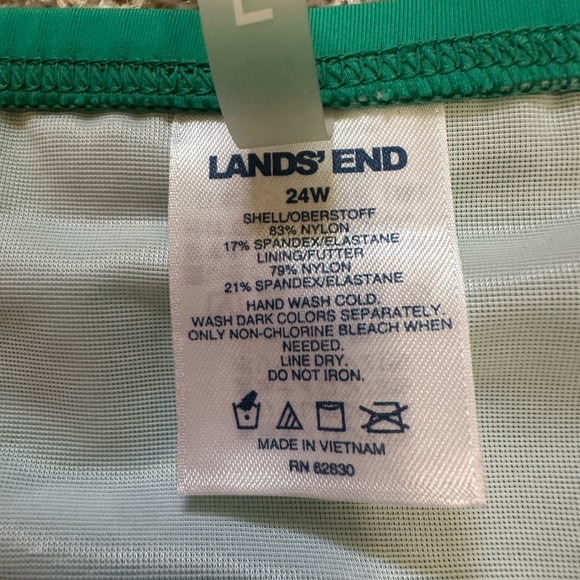 L
LANDS' END
24W
SHELL/OBERSTOFF
83% NYLON
17% SPANDEX/ELASTANE
LINING/FUTTER
79% NYLON
21% SPANDEX/ELASTANE
HAND WASH COLD.
WASH DARK COLORS SEPARATELY.
ONLY NON-CHLORINE BLEACH WHEN
NEEDED.
LINE DRY.
DO NOT IRON.
MADE IN VIETNAM
RN 62830